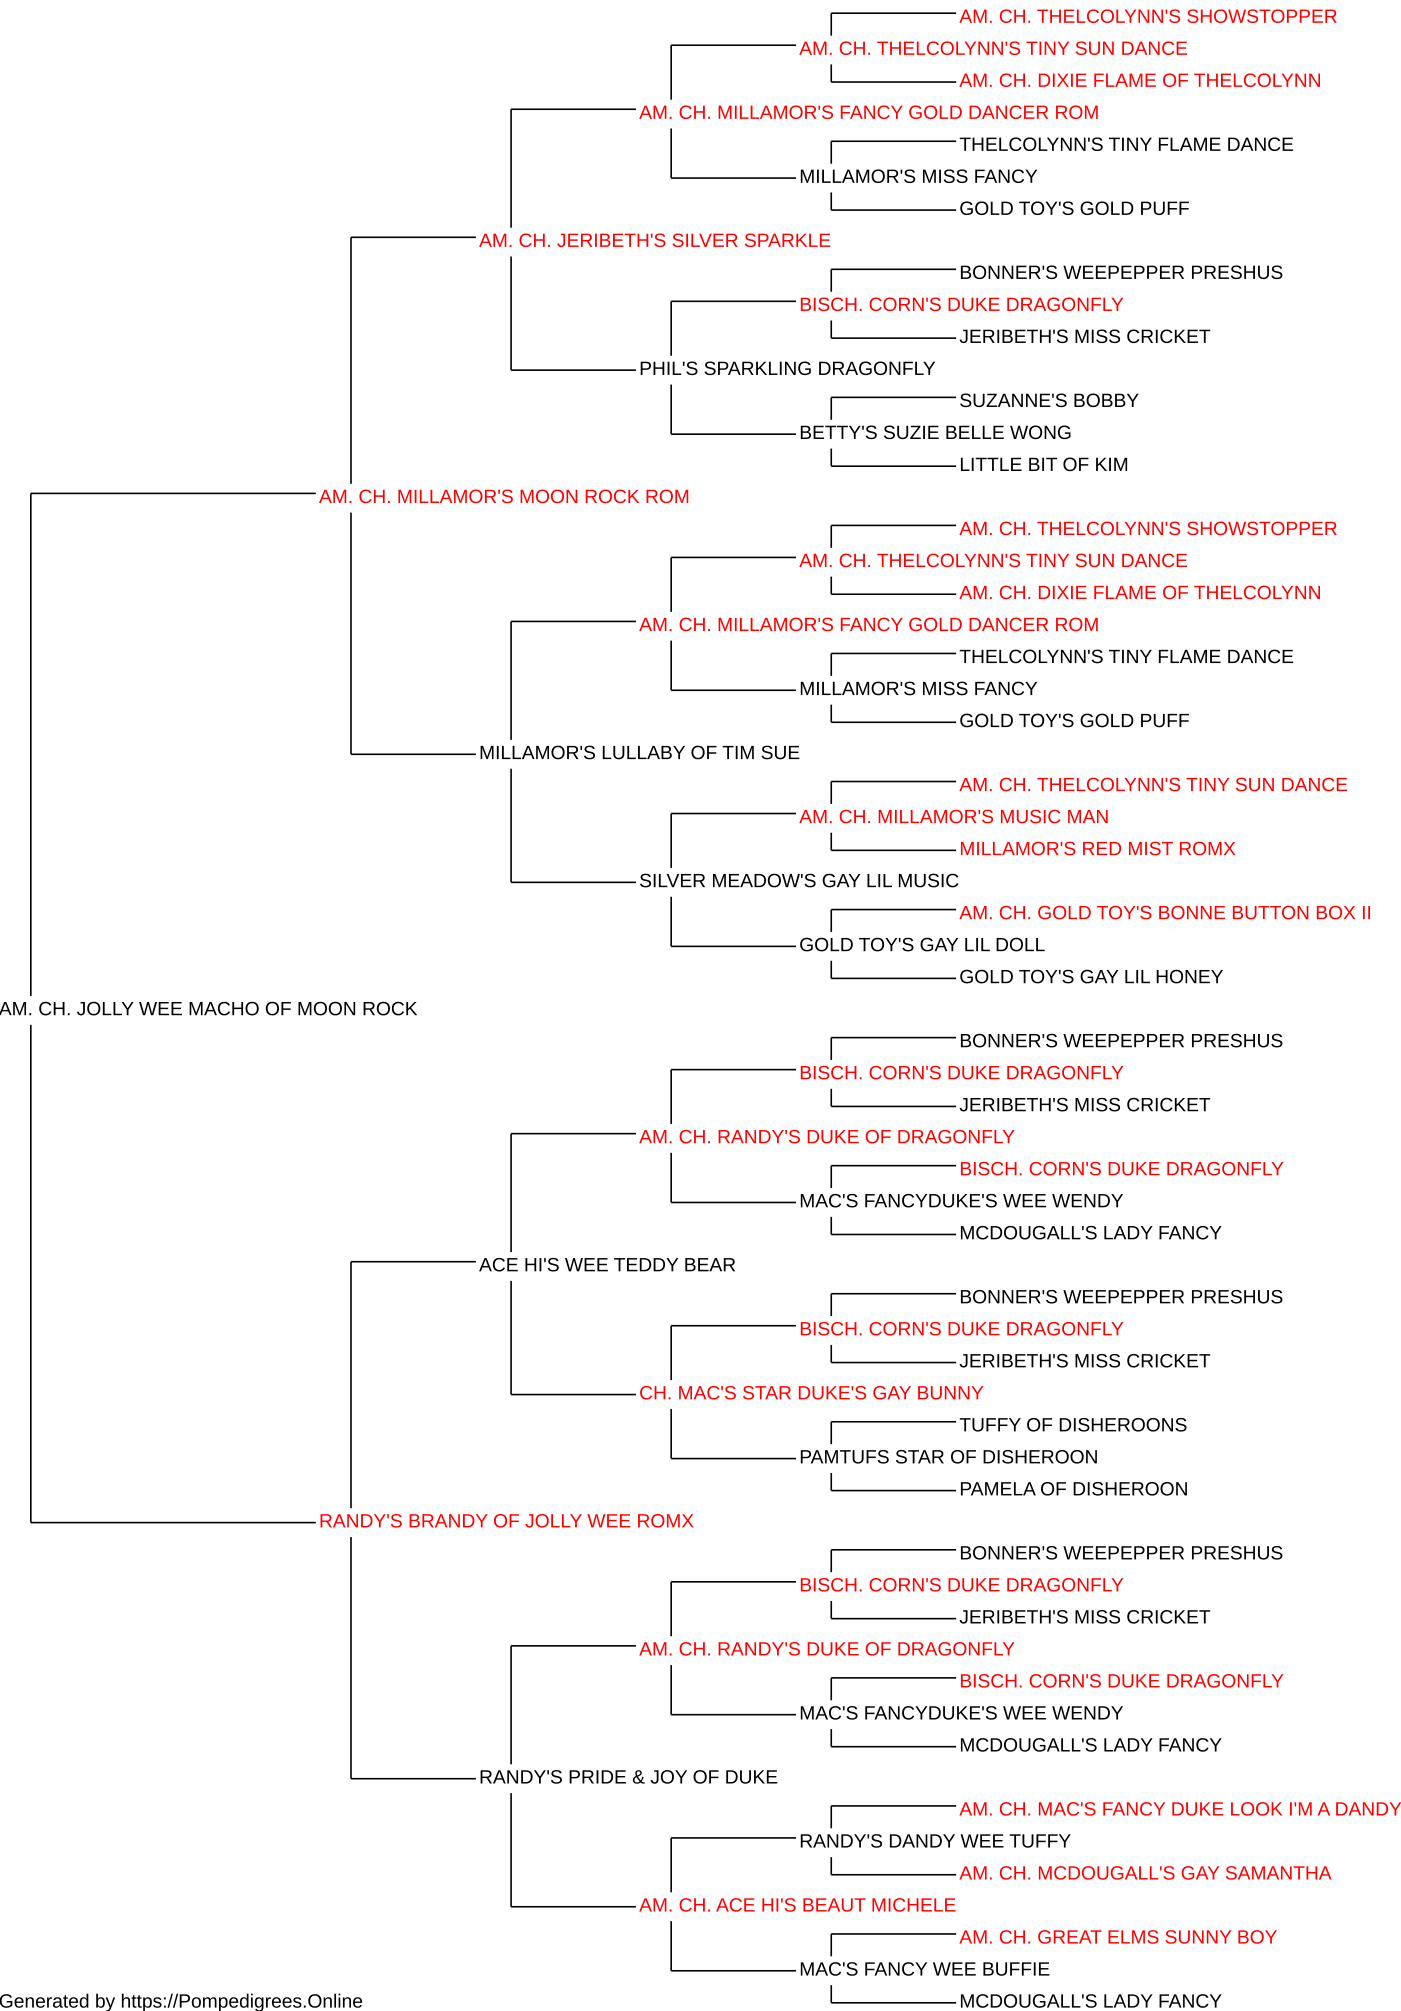 AM. CH. THELCOLYNN'S SHOWSTOPPER
AM. CH. THELCOLYNN'S TINY SUN DANCE
AM. CH. DIXIE FLAME OF THELCOLYNN
AM. CH. MILLAMOR'S FANCY GOLD DANCER ROM
THELCOLYNN'S TINY FLAME DANCE
MILLAMOR'S MISS FANCY
GOLD TOY'S GOLD PUFF
AM. CH. JERIBETH'S SILVER SPARKLE
BONNER'S WEEPEPPER PRESHUS
BISCH. CORN'S DUKE DRAGONFLY
JERIBETH'S MISS CRICKET
PHIL'S SPARKLING DRAGONFLY
SUZANNE'S BOBBY
BETTY'S SUZIE BELLE WONG
LITTLE BIT OF KIM
AM. CH. MILLAMOR'S MOON ROCK ROM
AM. CH. THELCOLYNN'S SHOWSTOPPER
AM. CH. THELCOLYNN'S TINY SUN DANCE
AM. CH. DIXIE FLAME OF THELCOLYNN
AM. CH. MILLAMOR'S FANCY GOLD DANCER ROM
THELCOLYNN'S TINY FLAME DANCE
MILLAMOR'S MISS FANCY
GOLD TOY'S GOLD PUFF
MILLAMOR'S LULLABY OF TIM SUE
AM. CH. THELCOLYNN'S TINY SUN DANCE
AM. CH. MILLAMOR'S MUSIC MAN
MILLAMOR'S RED MIST ROMX
SILVER MEADOW'S GAY LIL MUSIC
AM. CH. GOLD TOY'S BONNE BUTTON BOX II
GOLD TOY'S GAY LIL DOLL
GOLD TOY'S GAY LIL HONEY
AM. CH. JOLLY WEE MACHO OF MOON ROCK
BONNER'S WEEPEPPER PRESHUS
BISCH. CORN'S DUKE DRAGONFLY
JERIBETH'S MISS CRICKET
AM. CH. RANDY'S DUKE OF DRAGONFLY
BISCH. CORN'S DUKE DRAGONFLY
MAC'S FANCYDUKE'S WEE WENDY
MCDOUGALL'S LADY FANCY
ACE HI'S WEE TEDDY BEAR
BONNER'S WEEPEPPER PRESHUS
BISCH. CORN'S DUKE DRAGONFLY
JERIBETH'S MISS CRICKET
CH. MAC'S STAR DUKE'S GAY BUNNY
TUFFY OF DISHEROONS
PAMTUFS STAR OF DISHEROON
PAMELA OF DISHEROON
RANDY'S BRANDY OF JOLLY WEE ROMX
BONNER'S WEEPEPPER PRESHUS
BISCH. CORN'S DUKE DRAGONFLY
JERIBETH'S MISS CRICKET
AM. CH. RANDY'S DUKE OF DRAGONFLY
BISCH. CORN'S DUKE DRAGONFLY
MAC'S FANCYDUKE'S WEE WENDY
MCDOUGALL'S LADY FANCY
RANDY'S PRIDE & JOY OF DUKE
AM. CH. MAC'S FANCY DUKE LOOK I'M A DANDY
RANDY'S DANDY WEE TUFFY
AM. CH. MCDOUGALL'S GAY SAMANTHA
AM. CH. ACE HI'S BEAUT MICHELE
AM. CH. GREAT ELMS SUNNY BOY
MAC'S FANCY WEE BUFFIE
MCDOUGALL'S LADY FANCY
Generated by https://Pompedigrees.Online